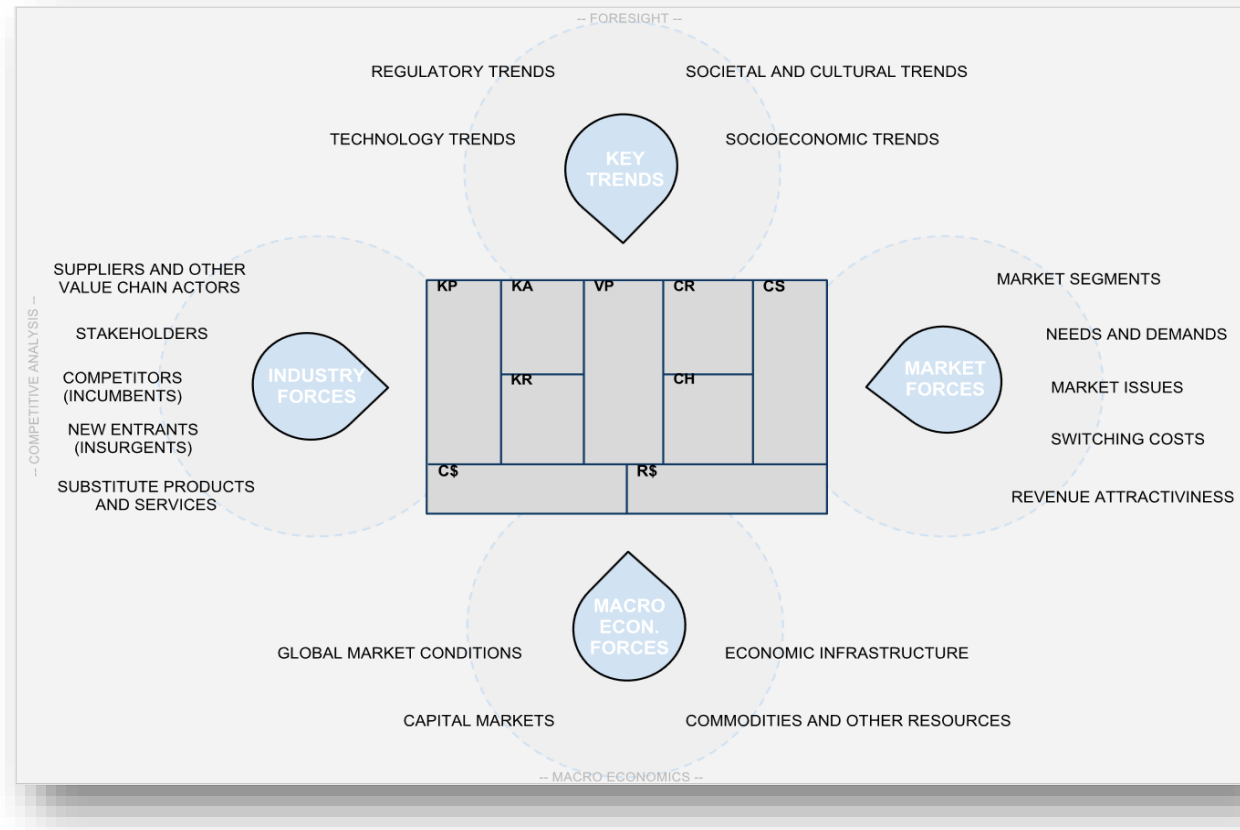 -- FORESIGHT --
REGULATORY TRENDS
SOCIETAL AND CULTURAL TRENDS
TECHNOLOGY TRENDS
SOCIOECONOMIC TRENDS
KEY
TRENDS
-- COMPETITIVE ANALYSIS --
SUPPLIERS AND OTHER
VALUE CHAIN ACTORS
STAKEHOLDERS
COMPETITORS
(INCUMBENTS)
NEW ENTRANTS
(INSURGENTS)
SUBSTITUTE PRODUCTS
AND SERVICES
INDUSTRY
FORCES
KP
KA
VP
CR
CS
KR
CH
C$
R$
MARKET
FORCES
MARKET SEGMENTS
NEEDS AND DEMANDS
MARKET ISSUES
SWITCHING COSTS
REVENUE ATTRACTIVINESS
MACRO
ECON.
FORCES
GLOBAL MARKET CONDITIONS
ECONOMIC INFRASTRUCTURE
CAPITAL MARKETS
COMMODITIES AND OTHER RESOURCES
-- MACRO ECONOMICS --